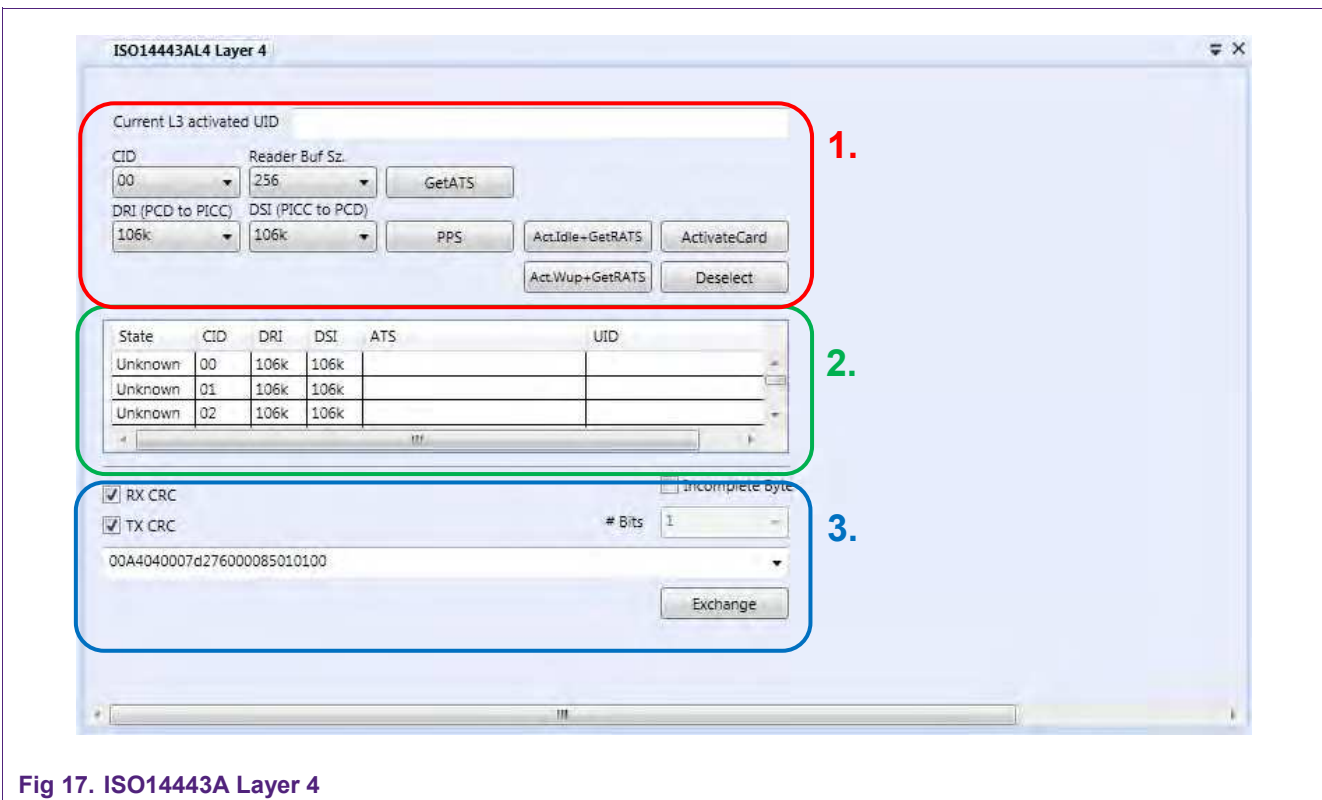 ISO14443AL4 Layer 4
Current L3 activated UID
1.
CID Reader Buf Sz.
00 256 GetATS
DRI (PCD to PICC) DSI (PICC to PCD)
106k 106k PPS Act.Idle+GetRATS ActivateCard
Act.Wup+GetRATS Deselect
State CID DRI DSI ATS UID
2.
Unknown 00 106k 106k
Unknown 01 106k 106k
Unknown 02 106k 106k
RX CRC Incomplete Byte
TX CRC # Bits 1
3.
00A4040007d276000085010100
Exchange
Fig 17. ISO14443A Layer 4